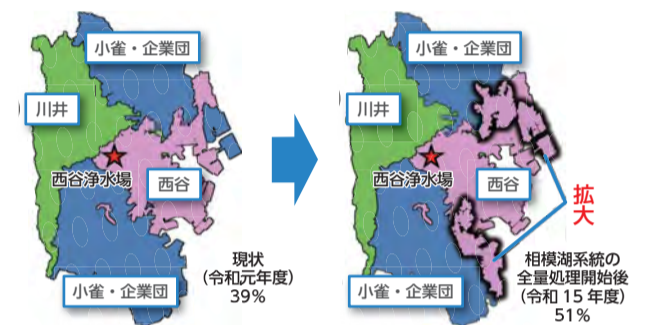 小雀・企業団
川井
西谷浄水場
西谷
小雀・企業団
現状
（令和元年度）
39%
小雀・企業団
川井
西谷浄水場
西谷
拡大
小雀・企業団
相模湖系統の
全量処理開始後
（令和 15 年度）
51%